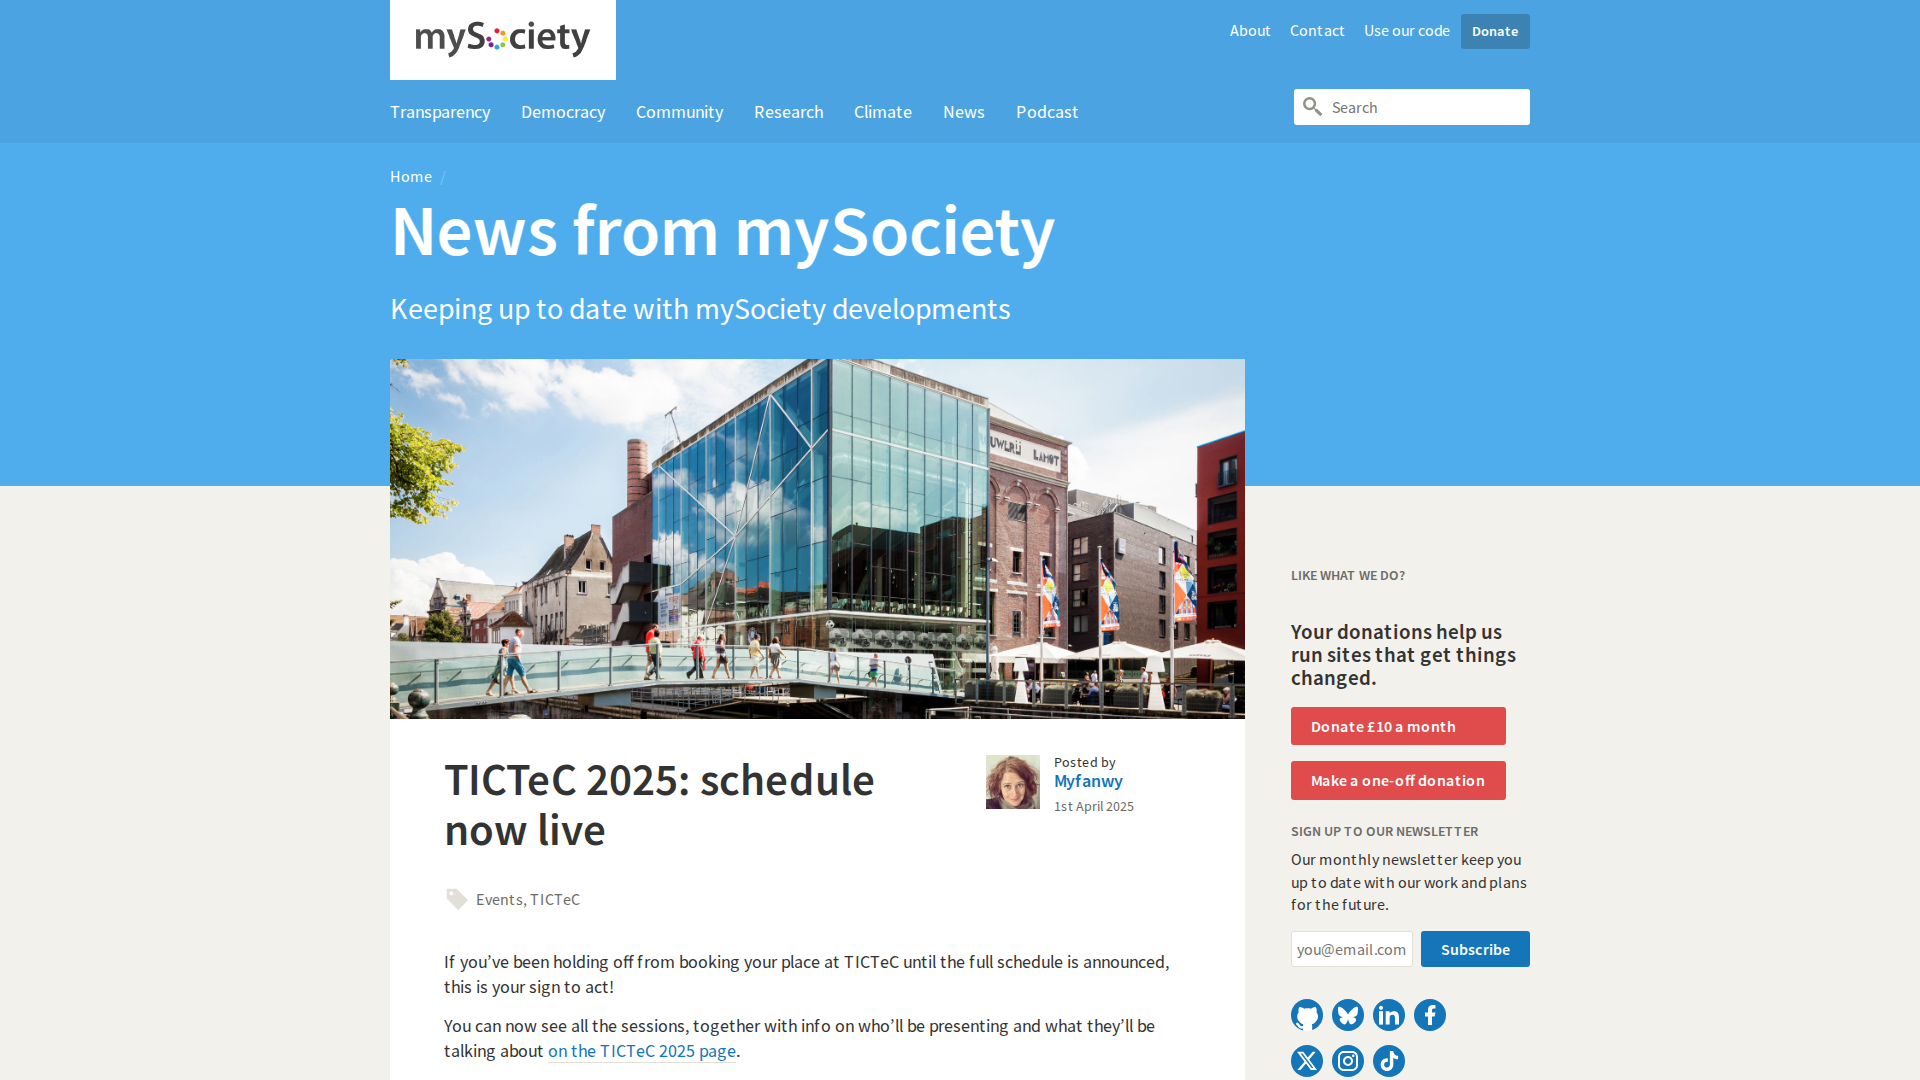 mySociety
About
Contact
Use our code
Donate
Transparency
Democracy
Community
Research
Climate
News
Podcast
Search
Home /
News from mySociety
Keeping up to date with mySociety developments
UWERIJ LAMOT
TICTeC 2025: schedule
now live
Posted by
Myfanwy
1st April 2025
Events, TICTeC
If you’ve been holding off from booking your place at TICTeC until the full schedule is announced,
this is your sign to act!
You can now see all the sessions, together with info on who’ll be presenting and what they’ll be
talking about on the TICTeC 2025 page.
LIKE WHAT WE DO?
Your donations help us
run sites that get things
changed.
Donate £10 a month
Make a one-off donation
SIGN UP TO OUR NEWSLETTER
Our monthly newsletter keep you
up to date with our work and plans
for the future.
you@email.com
Subscribe